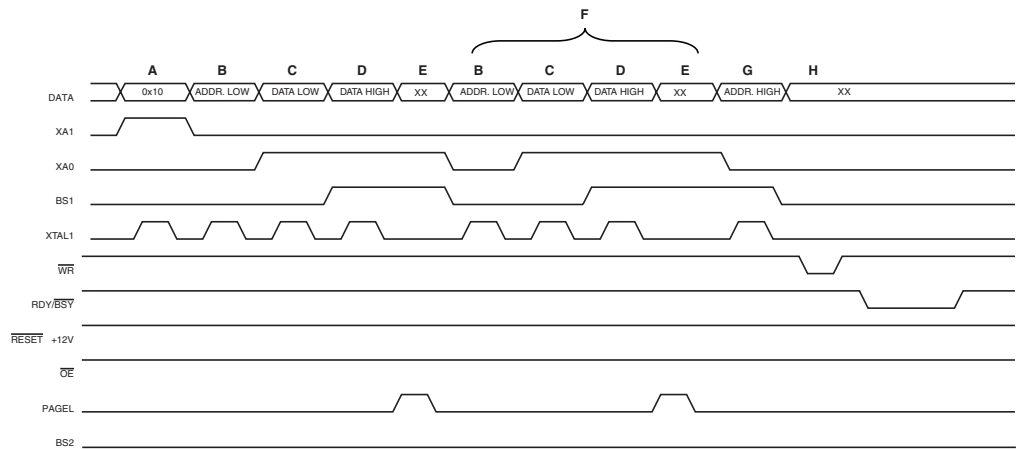 F
A B C D E B C D E G H
DATA 0x10 ADDR. LOW DATA LOW DATA HIGH XX ADDR. LOW DATA LOW DATA HIGH XX ADDR. HIGH XX
XA1
XA0
BS1
XTAL1
WR
RDY/BSY
RESET +12V
OE
PAGEL
BS2